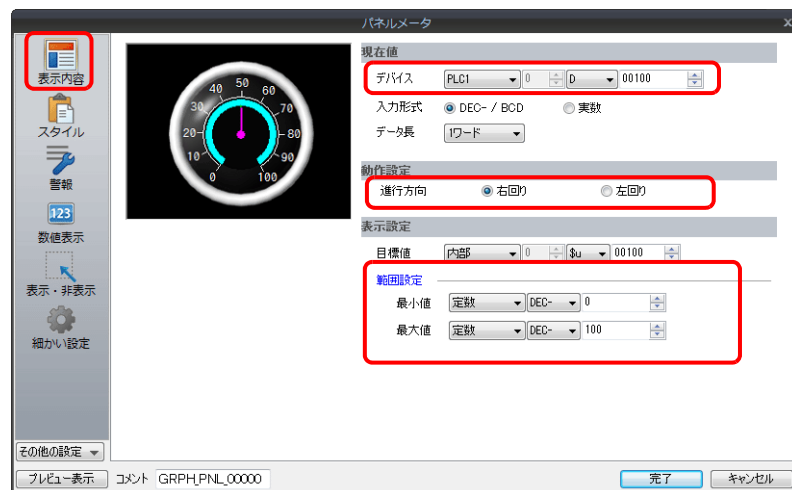 パネルメータ
表示内容
スタイル
警報
123
数値表示
表示・非表示
細かい設定
その他の設定
0 10 20 30 40 50 60 70 80 90 100
現在値
デバイス PLC1 0 D 00100
入力形式 DEC- / BCD 実数
データ長 1ワード
動作設定
進行方向 右回り 左回り
表示設定
目標値 内部 0 $u 00100
範囲設定
最小値 定数 DEC- 0
最大値 定数 DEC- 100
プレビュー表示 コメント GRPH_PNL_00000 完了 キャンセル